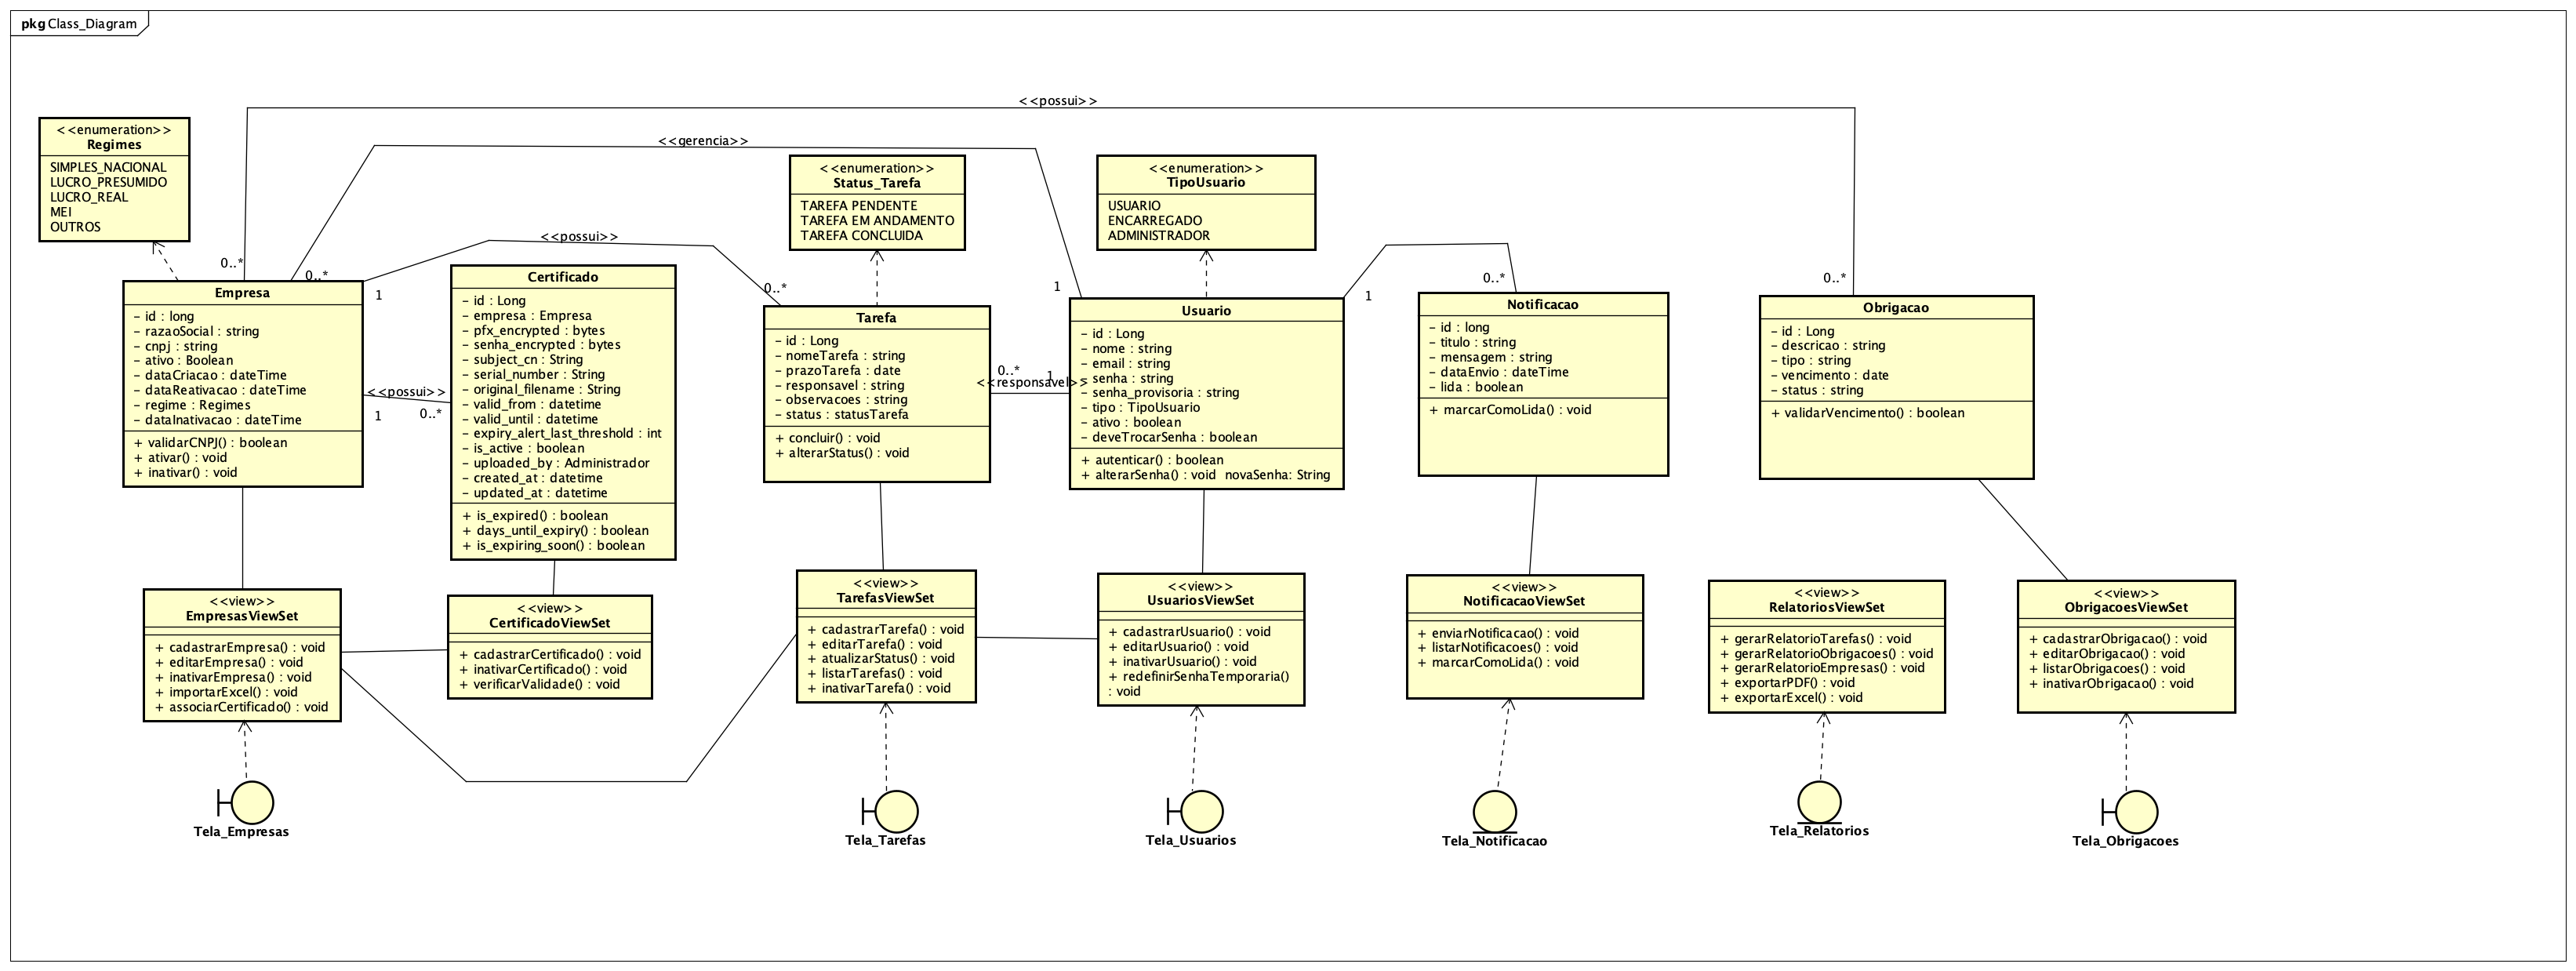 pkg Class_Diagram
<<possui>>
<<gerencia>>
<<enumeration>>
Regimes
SIMPLES_NACIONAL
LUCRO_PRESUMIDO
LUCRO_REAL
MEI
OUTROS
<<enumeration>>
Status_Tarefa
TAREFA PENDENTE
TAREFA EM ANDAMENTO
TAREFA CONCLUIDA
<<enumeration>>
TipoUsuario
USUARIO
ENCARREGADO
ADMINISTRADOR
<<possui>>
0..*
0..*
1
0..*
1
1
0..*
0..*
Empresa
- id : long
- razaoSocial : string
- cnpj : string
- ativo : Boolean
- dataCriacao : dateTime
- dataReativacao : dateTime
- regime : Regimes
- dataInativacao : dateTime
+ validarCNPJ() : boolean
+ ativar() : void
+ inativar() : void
<<possui>>
1
0..*
Certificado
- id : Long
- empresa : Empresa
- pfx_encrypted : bytes
- senha_encrypted : bytes
- subject_cn : String
- serial_number : String
- original_filename : String
- valid_from : datetime
- valid_until : datetime
- expiry_alert_last_threshold : int
- is_active : boolean
- uploaded_by : Administrador
- created_at : datetime
- updated_at : datetime
+ is_expired() : boolean
+ days_until_expiry() : boolean
+ is_expiring_soon() : boolean
Tarefa
- id : Long
- nomeTarefa : string
- prazoTarefa : date
- responsavel : string
- observacoes : string
- status : statusTarefa
+ concluir() : void
+ alterarStatus() : void
0..*
1
<<responsavel>>
Usuario
- id : Long
- nome : string
- email : string
- senha : string
- senha_provisoria : string
- tipo : TipoUsuario
- ativo : boolean
- deveTrocarSenha : boolean
+ autenticar() : boolean
+ alterarSenha() : void novaSenha: String
Notificacao
- id : long
- titulo : string
- mensagem : string
- dataEnvio : dateTime
- lida : boolean
+ marcarComoLida() : void
Obrigacao
- id : Long
- descricao : string
- tipo : string
- vencimento : date
- status : string
+ validarVencimento() : boolean
<<view>>
EmpresasViewSet
+ cadastrarEmpresa() : void
+ editarEmpresa() : void
+ inativarEmpresa() : void
+ importarExcel() : void
+ associarCertificado() : void
<<view>>
CertificadoViewSet
+ cadastrarCertificado() : void
+ inativarCertificado() : void
+ verificarValidade() : void
<<view>>
TarefasViewSet
+ cadastrarTarefa() : void
+ editarTarefa() : void
+ atualizarStatus() : void
+ listarTarefas() : void
+ inativarTarefa() : void
<<view>>
UsuariosViewSet
+ cadastrarUsuario() : void
+ editarUsuario() : void
+ inativarUsuario() : void
+ redefinirSenhaTemporaria()
: void
<<view>>
NotificacaoViewSet
+ enviarNotificacao() : void
+ listarNotificacoes() : void
+ marcarComoLida() : void
<<view>>
RelatoriosViewSet
+ gerarRelatorioTarefas() : void
+ gerarRelatorioObrigacoes() : void
+ gerarRelatorioEmpresas() : void
+ exportarPDF() : void
+ exportarExcel() : void
<<view>>
ObrigacoesViewSet
+ cadastrarObrigacao() : void
+ editarObrigacao() : void
+ listarObrigacoes() : void
+ inativarObrigacao() : void
Tela_Empresas
Tela_Tarefas
Tela_Usuarios
Tela_Notificacao
Tela_Relatorios
Tela_Obrigacoes